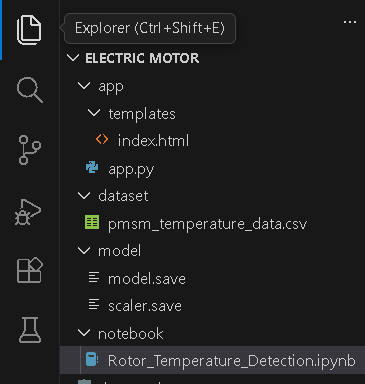 Explorer (Ctrl+Shift+E)
ELECTRIC MOTOR
app
templates
index.html
app.py
dataset
pmsm_temperature_data.csv
model
model.save
scaler.save
notebook
Rotor_Temperature_Detection.ipynb